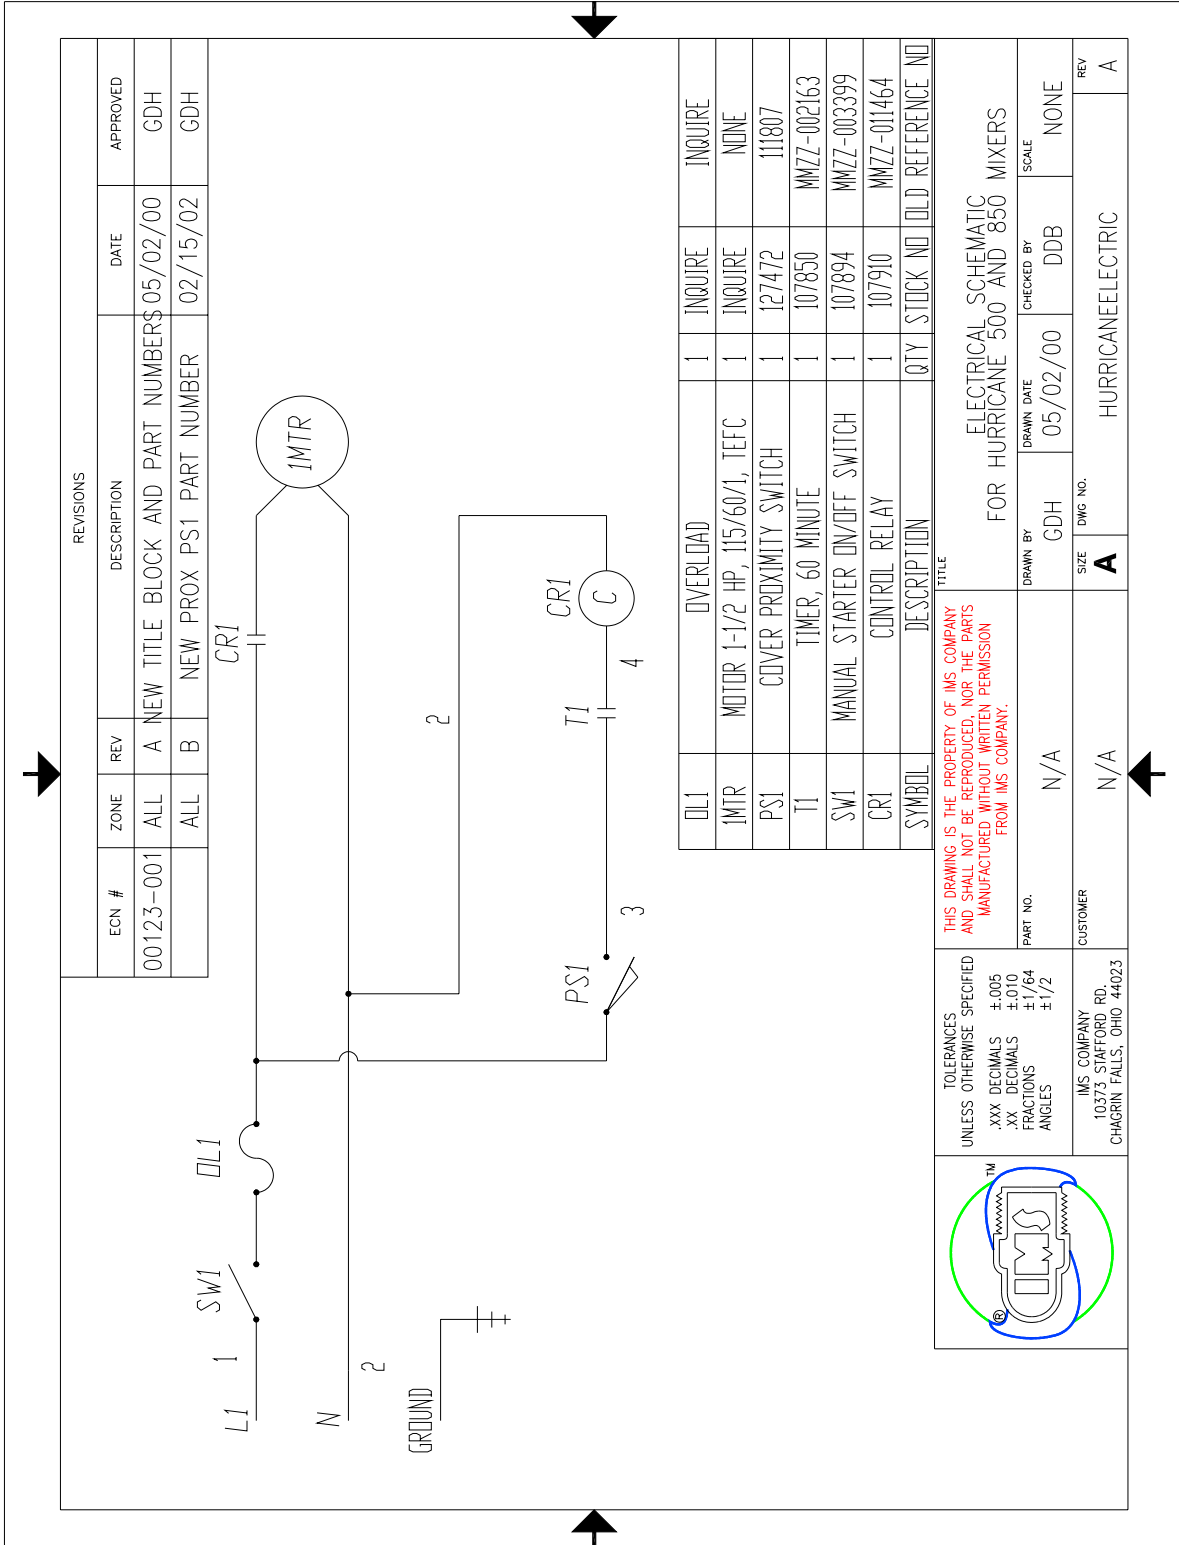 REVISIONS
ECN # ZONE REV DESCRIPTION DATE APPROVED
00123-001 ALL A NEW TITLE BLOCK AND PART NUMBERS 05/02/00 GDH
ALL B NEW PROX PS1 PART NUMBER 02/15/02 GDH
L1
1
SW1
OL1
CR1
1MTR
N
2
2
GROUND
PS1
3
T1
4
CR1
C
OL1 OVERLOAD 1 INQUIRE INQUIRE
1MTR MOTOR 1-1/2 HP, 115/60/1, TEFC 1 INQUIRE NONE
PS1 COVER PROXIMITY SWITCH 1 127472 111807
T1 TIMER, 60 MINUTE 1 107850 MMZZ-002163
SW1 MANUAL STARTER ON/OFF SWITCH 1 107894 MMZZ-003399
CR1 CONTROL RELAY 1 107910 MMZZ-011464
SYMBOL DESCRIPTION QTY STOCK NO OLD REFERENCE NO
TM
IMS
®
TOLERANCES
UNLESS OTHERWISE SPECIFIED
.XXX DECIMALS ±.005
.XX DECIMALS ±.010
FRACTIONS ±1/64
ANGLES ±1/2
IMS COMPANY
10373 STAFFORD RD.
CHAGRIN FALLS, OHIO 44023
THIS DRAWING IS THE PROPERTY OF IMS COMPANY
AND SHALL NOT BE REPRODUCED, NOR THE PARTS
MANUFACTURED WITHOUT WRITTEN PERMISSION
FROM IMS COMPANY.
PART NO.
N/A
CUSTOMER
N/A
TITLE
ELECTRICAL SCHEMATIC
FOR HURRICANE 500 AND 850 MIXERS
DRAWN BY
GDH
DRAWN DATE
05/02/00
CHECKED BY
DDB
SCALE
NONE
SIZE
A
DWG NO.
HURRICANEELECTRIC
REV
A